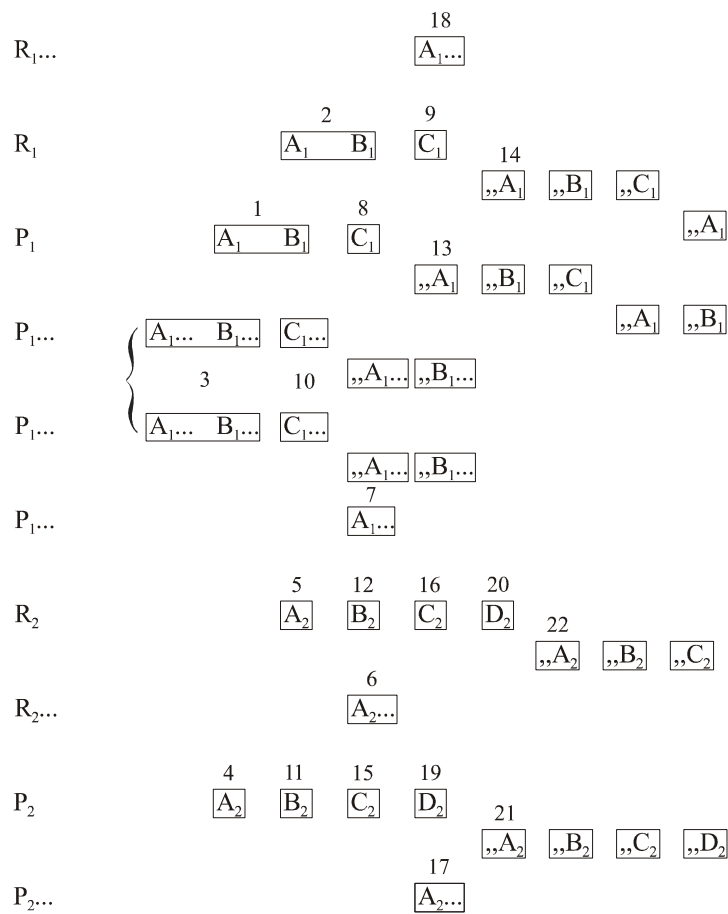 18
R₁... A₁...
2 9
R₁ A₁ B₁ C₁ 14
„A₁ „B₁ „C₁
1 8 „A₁
P₁ A₁ B₁ C₁ 13
„A₁ „B₁ „C₁
„A₁ „B₁
P₁... A₁... B₁... C₁...
3 10 „A₁... „B₁...
P₁... A₁... B₁... C₁...
„A₁... „B₁...
7
P₁... A₁...
5 12 16 20
R₂ A₂ B₂ C₂ D₂ 22
„A₂ „B₂ „C₂
6
R₂... A₂...
4 11 15 19
P₂ A₂ B₂ C₂ D₂ 21
„A₂ „B₂ „C₂ „D₂
17
P₂... A₂...